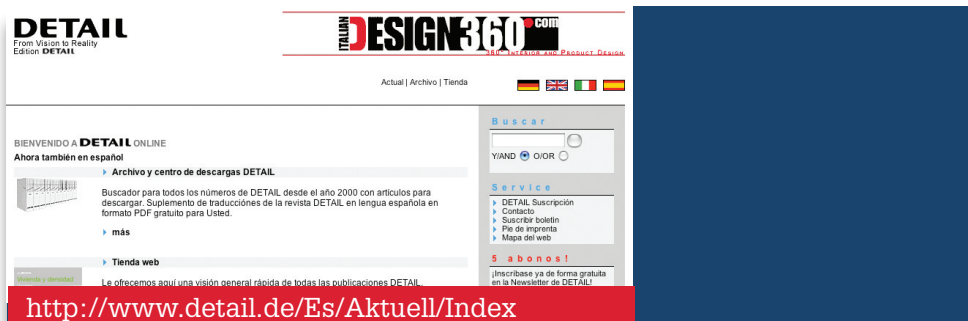 DETAIL
From Vision to Reality
Edition DETAIL
ITALIAN DESIGN360°.com
360° Interior and Product Design
Actual | Archivo | Tienda
BIENVENIDO A DETAIL ONLINE
Ahora también en español
Archivo y centro de descargas DETAIL
Buscador para todos los números de DETAIL desde el año 2000 con artículos para
descargar. Suplemento de traducciónes de la revista DETAIL en lengua española en
formato PDF gratuito para Usted.
más
Tienda web
Vivienda y densidad
Le ofrecemos aquí una visión general rápida de todas las publicaciones DETAIL.
Buscar
Y/AND O/OR
Service
DETAIL Suscripción
Contacto
Suscribir boletin
Pie de imprenta
Mapa del web
5 abonos!
¡Inscríbase ya de forma gratuita
en la Newsletter de DETAIL!
http://www.detail.de/Es/Aktuell/Index